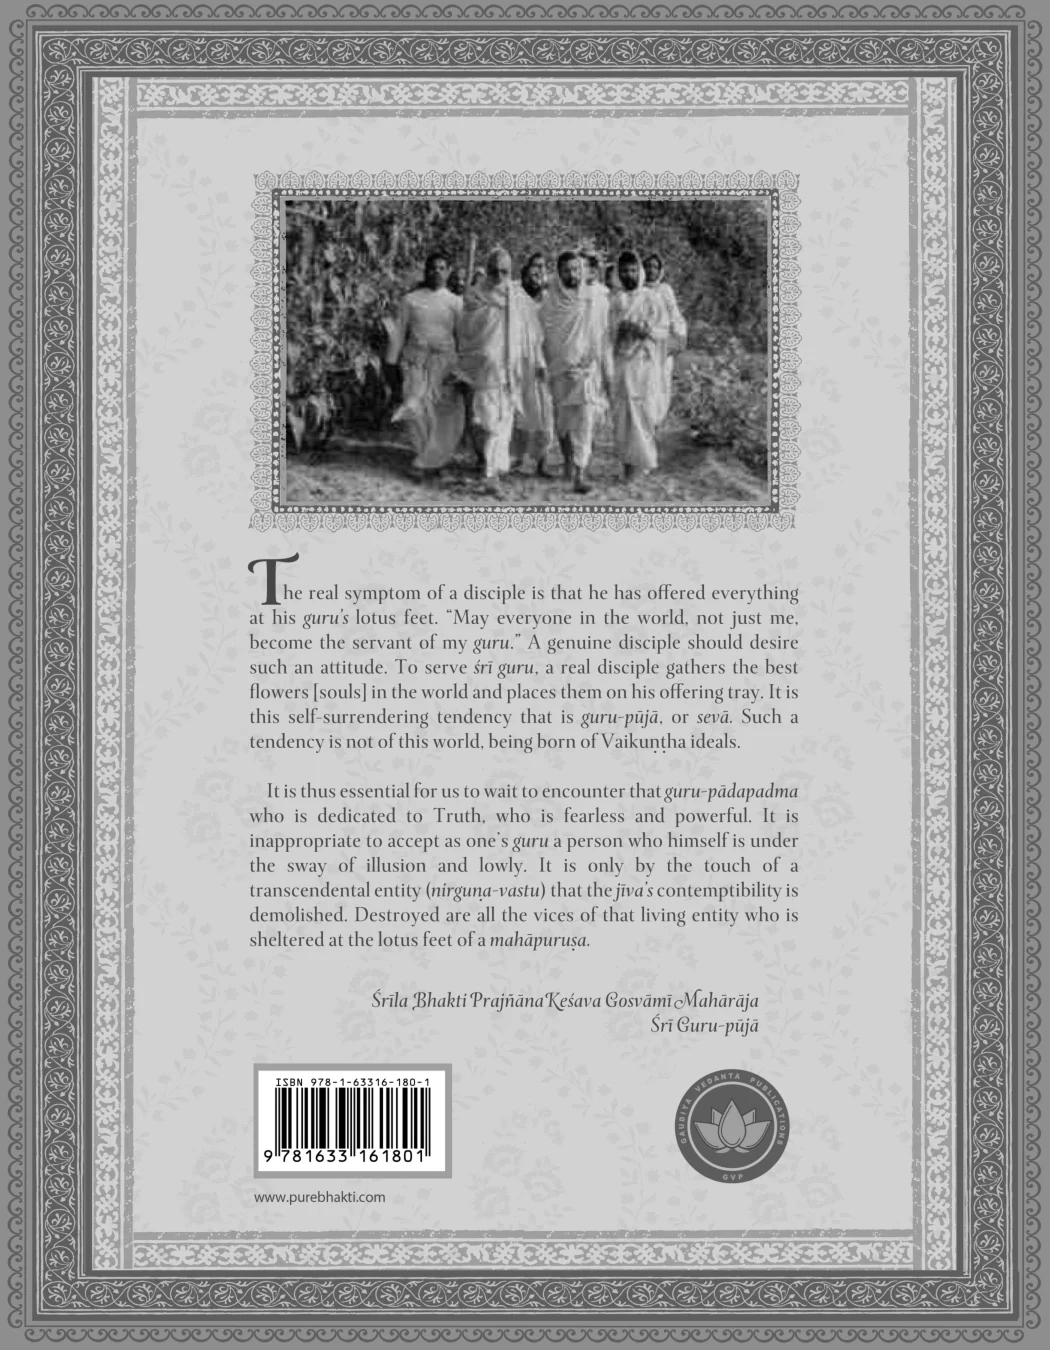 The real symptom of a disciple is that he has offered everything
at his guru's lotus feet. “May everyone in the world, not just me,
become the servant of my guru.” A genuine disciple should desire
such an attitude. To serve śrī guru, a real disciple gathers the best
flowers [souls] in the world and places them on his offering tray. It is
this self-surrendering tendency that is guru-pūjā, or sevā. Such a
tendency is not of this world, being born of Vaikuṇṭha ideals.
It is thus essential for us to wait to encounter that guru-pādapadma
who is dedicated to Truth, who is fearless and powerful. It is
inappropriate to accept as one's guru a person who himself is under
the sway of illusion and lowly. It is only by the touch of a
transcendental entity (nirguṇa-vastu) that the jīva's contemptibility is
demolished. Destroyed are all the vices of that living entity who is
sheltered at the lotus feet of a mahāpuruṣa.
Śrīla Bhakti Prajñāna Keśava Gosvāmī Mahārāja
Śrī Guru-pūjā
ISBN 978-1-63316-180-1
9 781633 161801
GAUDIYA VEDANTA PUBLICATIONS
GVP
www.purebhakti.com